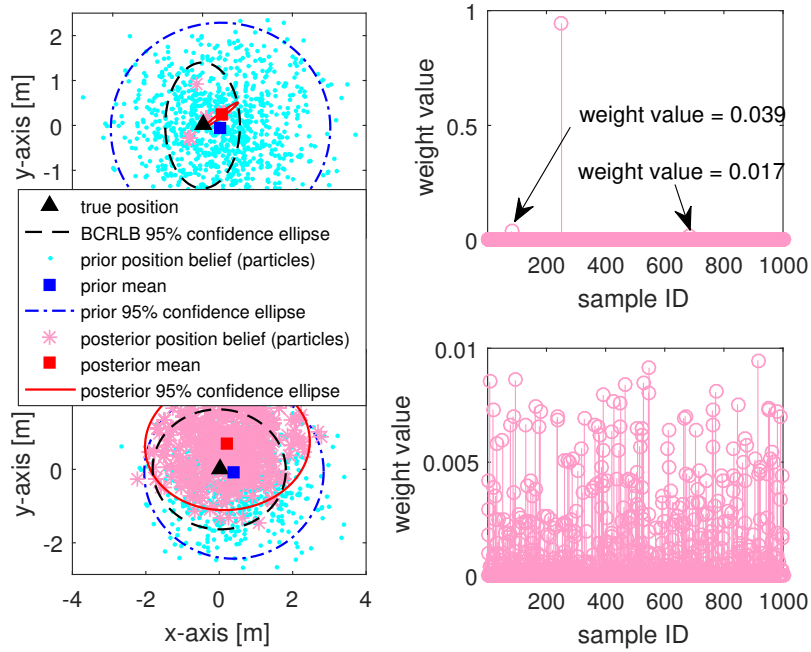 y-axis [m]
2
1
0
-1
true position
BCRLB 95% confidence ellipse
prior position belief (particles)
prior mean
prior 95% confidence ellipse
posterior position belief (particles)
posterior mean
posterior 95% confidence ellipse
y-axis [m]
0
-2
-4
-2
0
2
4
x-axis [m]
weight value
1
0.5
0
weight value = 0.039
weight value = 0.017
200
400
600
800
1000
sample ID
weight value
0.01
0.005
0
200
400
600
800
1000
sample ID